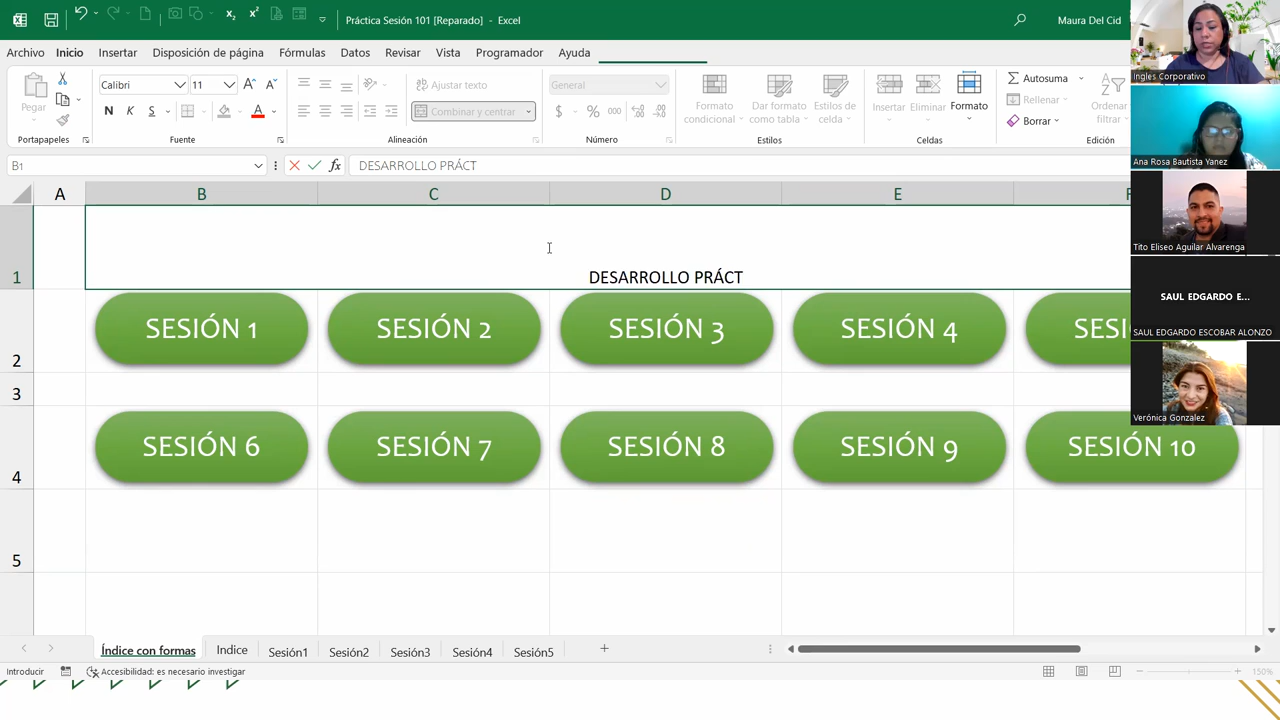 Práctica Sesión 101 [Reparado] - Excel
Maura Del Cid
Archivo Inicio Insertar Disposición de página Fórmulas Datos Revisar Vista Programador Ayuda
Pegar
Calibri 11
N K S
Ajustar texto
Combinar y centrar
General
$ % 000
Formato condicional
Dar formato como tabla
Estilos de celda
Insertar
Eliminar
Formato
Autosuma
Rellenar
Borrar
Ordenar
filtrar
Portapapeles Fuente Alineación Número Estilos Celdas Edición
B1
fx DESARROLLO PRÁCT
A B C D E F
1
DESARROLLO PRÁCT
2
SESIÓN 1 SESIÓN 2 SESIÓN 3 SESIÓN 4 SESI
3
4
SESIÓN 6 SESIÓN 7 SESIÓN 8 SESIÓN 9 SESIÓN 10
5
Índice con formas Indice Sesión1 Sesión2 Sesión3 Sesión4 Sesión5
Introducir
Accesibilidad: es necesario investigar
150%
Ingles Corporativo
Ana Rosa Bautista Yanez
Tito Eliseo Aguilar Alvarenga
SAUL EDGARDO E...
SAUL EDGARDO ESCOBAR ALONZO
Verónica Gonzalez